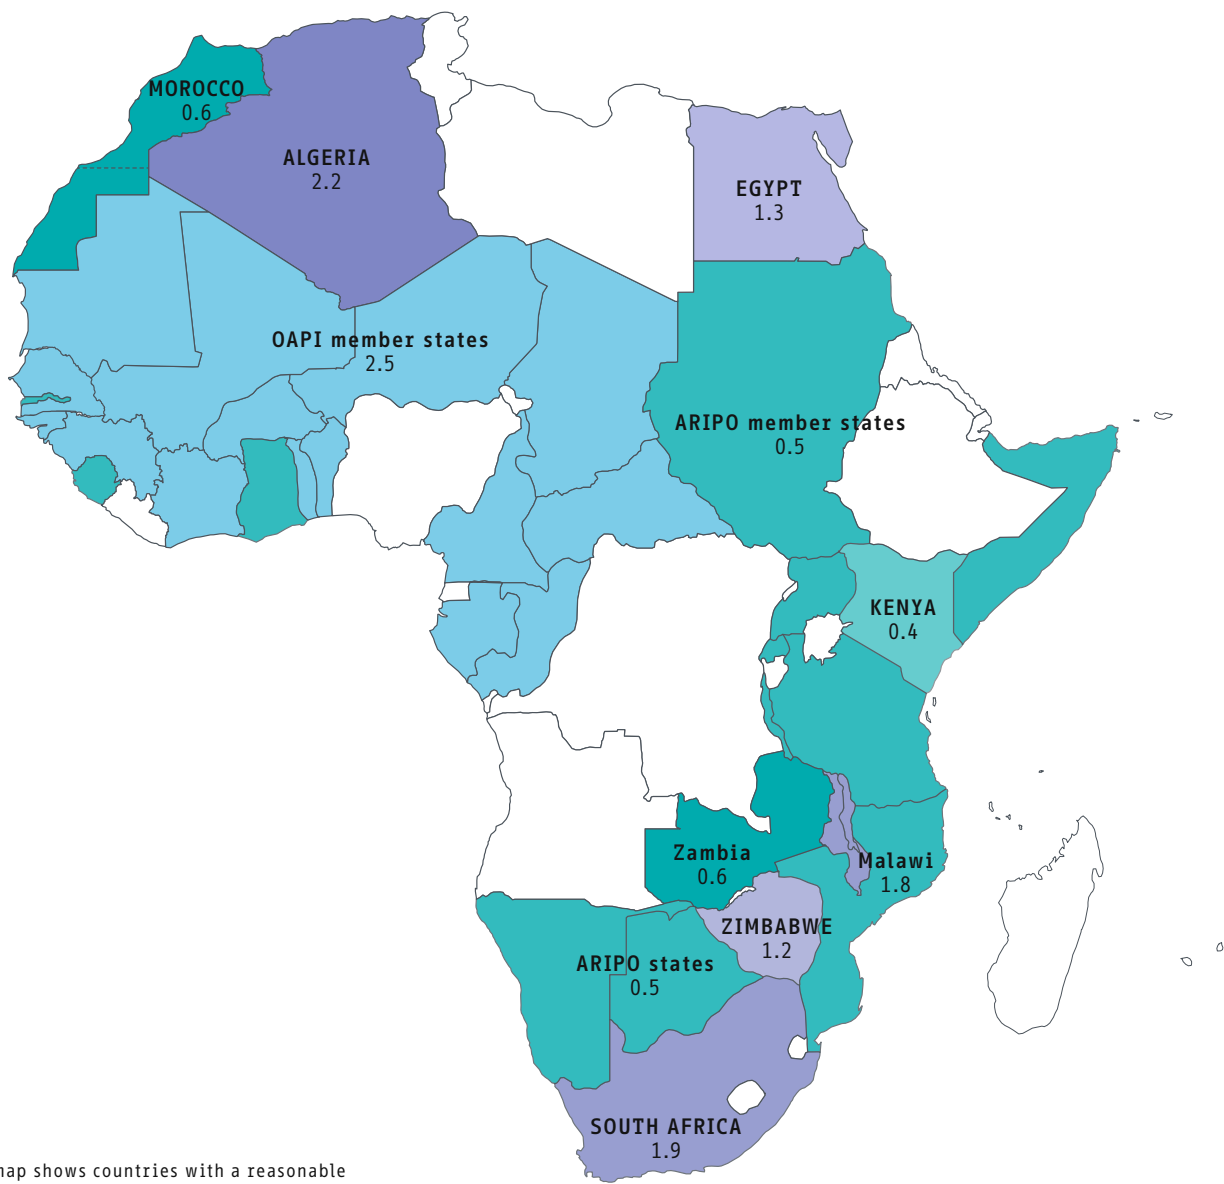 MOROCCO
0.6
ALGERIA
2.2
EGYPT
1.3
OAPI member states
2.5
ARIPO member states
0.5
KENYA
0.4
Zambia
0.6
Malawi
1.8
ZIMBABWE
1.2
ARIPO states
0.5
SOUTH AFRICA
1.9
map shows countries with a reasonable